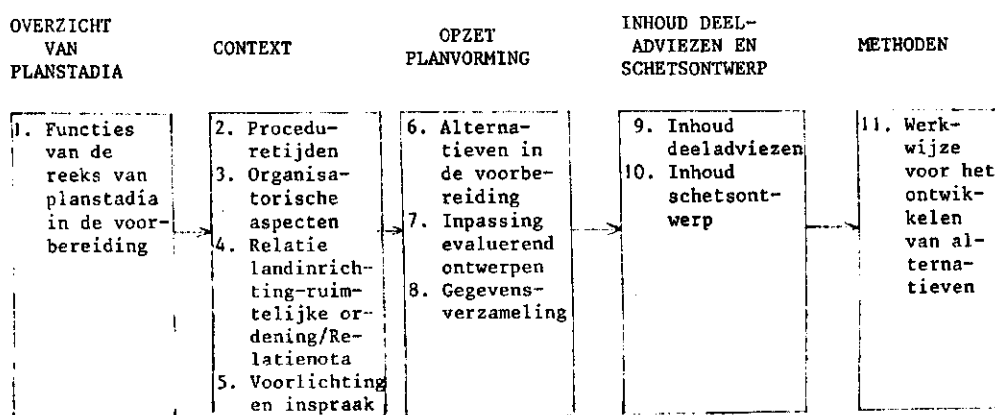 OVERZICHT
VAN
PLANSTADIA
CONTEXT
OPZET
PLANVORMING
INHOUD DEEL-
ADVIEZEN EN
SCHETSONTWERP
METHODEN
1. Functies
van de
reeks van
planstadia
in de voor-
bereiding
2. Procedu-
retijden
3. Organisa-
torische
aspecten
4. Relatie
landinrich-
ting-ruim-
telijke or-
dening/Re-
latienota
5. Voorlichting
en inspraak
6. Alterna-
tieven in
de voorbe-
reiding
7. Inpassing
evaluerend
ontwerpen
8. Gegevens-
verzameling
9. Inhoud
deeladviezen
10. Inhoud
schetsont-
werp
11. Werk-
wijze
voor het
ontwik-
kelen
van al-
terna-
tieven